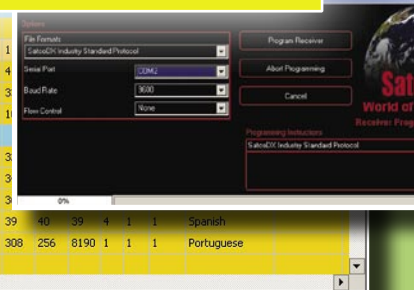 Options
File Formats
SatcoDX Industry Standard Protocol
Serial Port COM2
Baud Rate 9600
Flow Control None
Program Receiver
Abort Programming
Cancel
Sat
World of
Receiver Prog
Programming Instructions
SatcoDX Industry Standard Protocol
0%
39 40 39 4 1 1 Spanish
308 256 8190 1 1 1 Portuguese